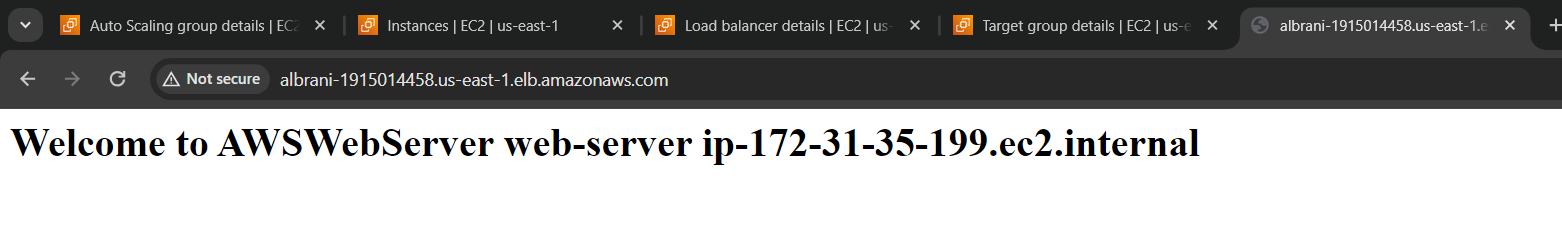 Auto Scaling group details | EC2
Instances | EC2 | us-east-1
Load balancer details | EC2 | us-
Target group details | EC2 | us-e
albrani-1915014458.us-east-1.e
Not secure
albrani-1915014458.us-east-1.elb.amazonaws.com
Welcome to AWSWebServer web-server ip-172-31-35-199.ec2.internal